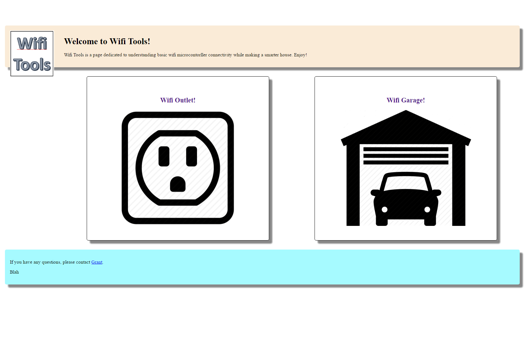 Wifi
Tools
Welcome to Wifi Tools!
Wifi Tools is a page dedicated to understanding basic wifi microcontroller connectivity while making a smarter house. Enjoy!
Wifi Outlet!
Wifi Garage!
If you have any questions, please contact Grant.
Blah